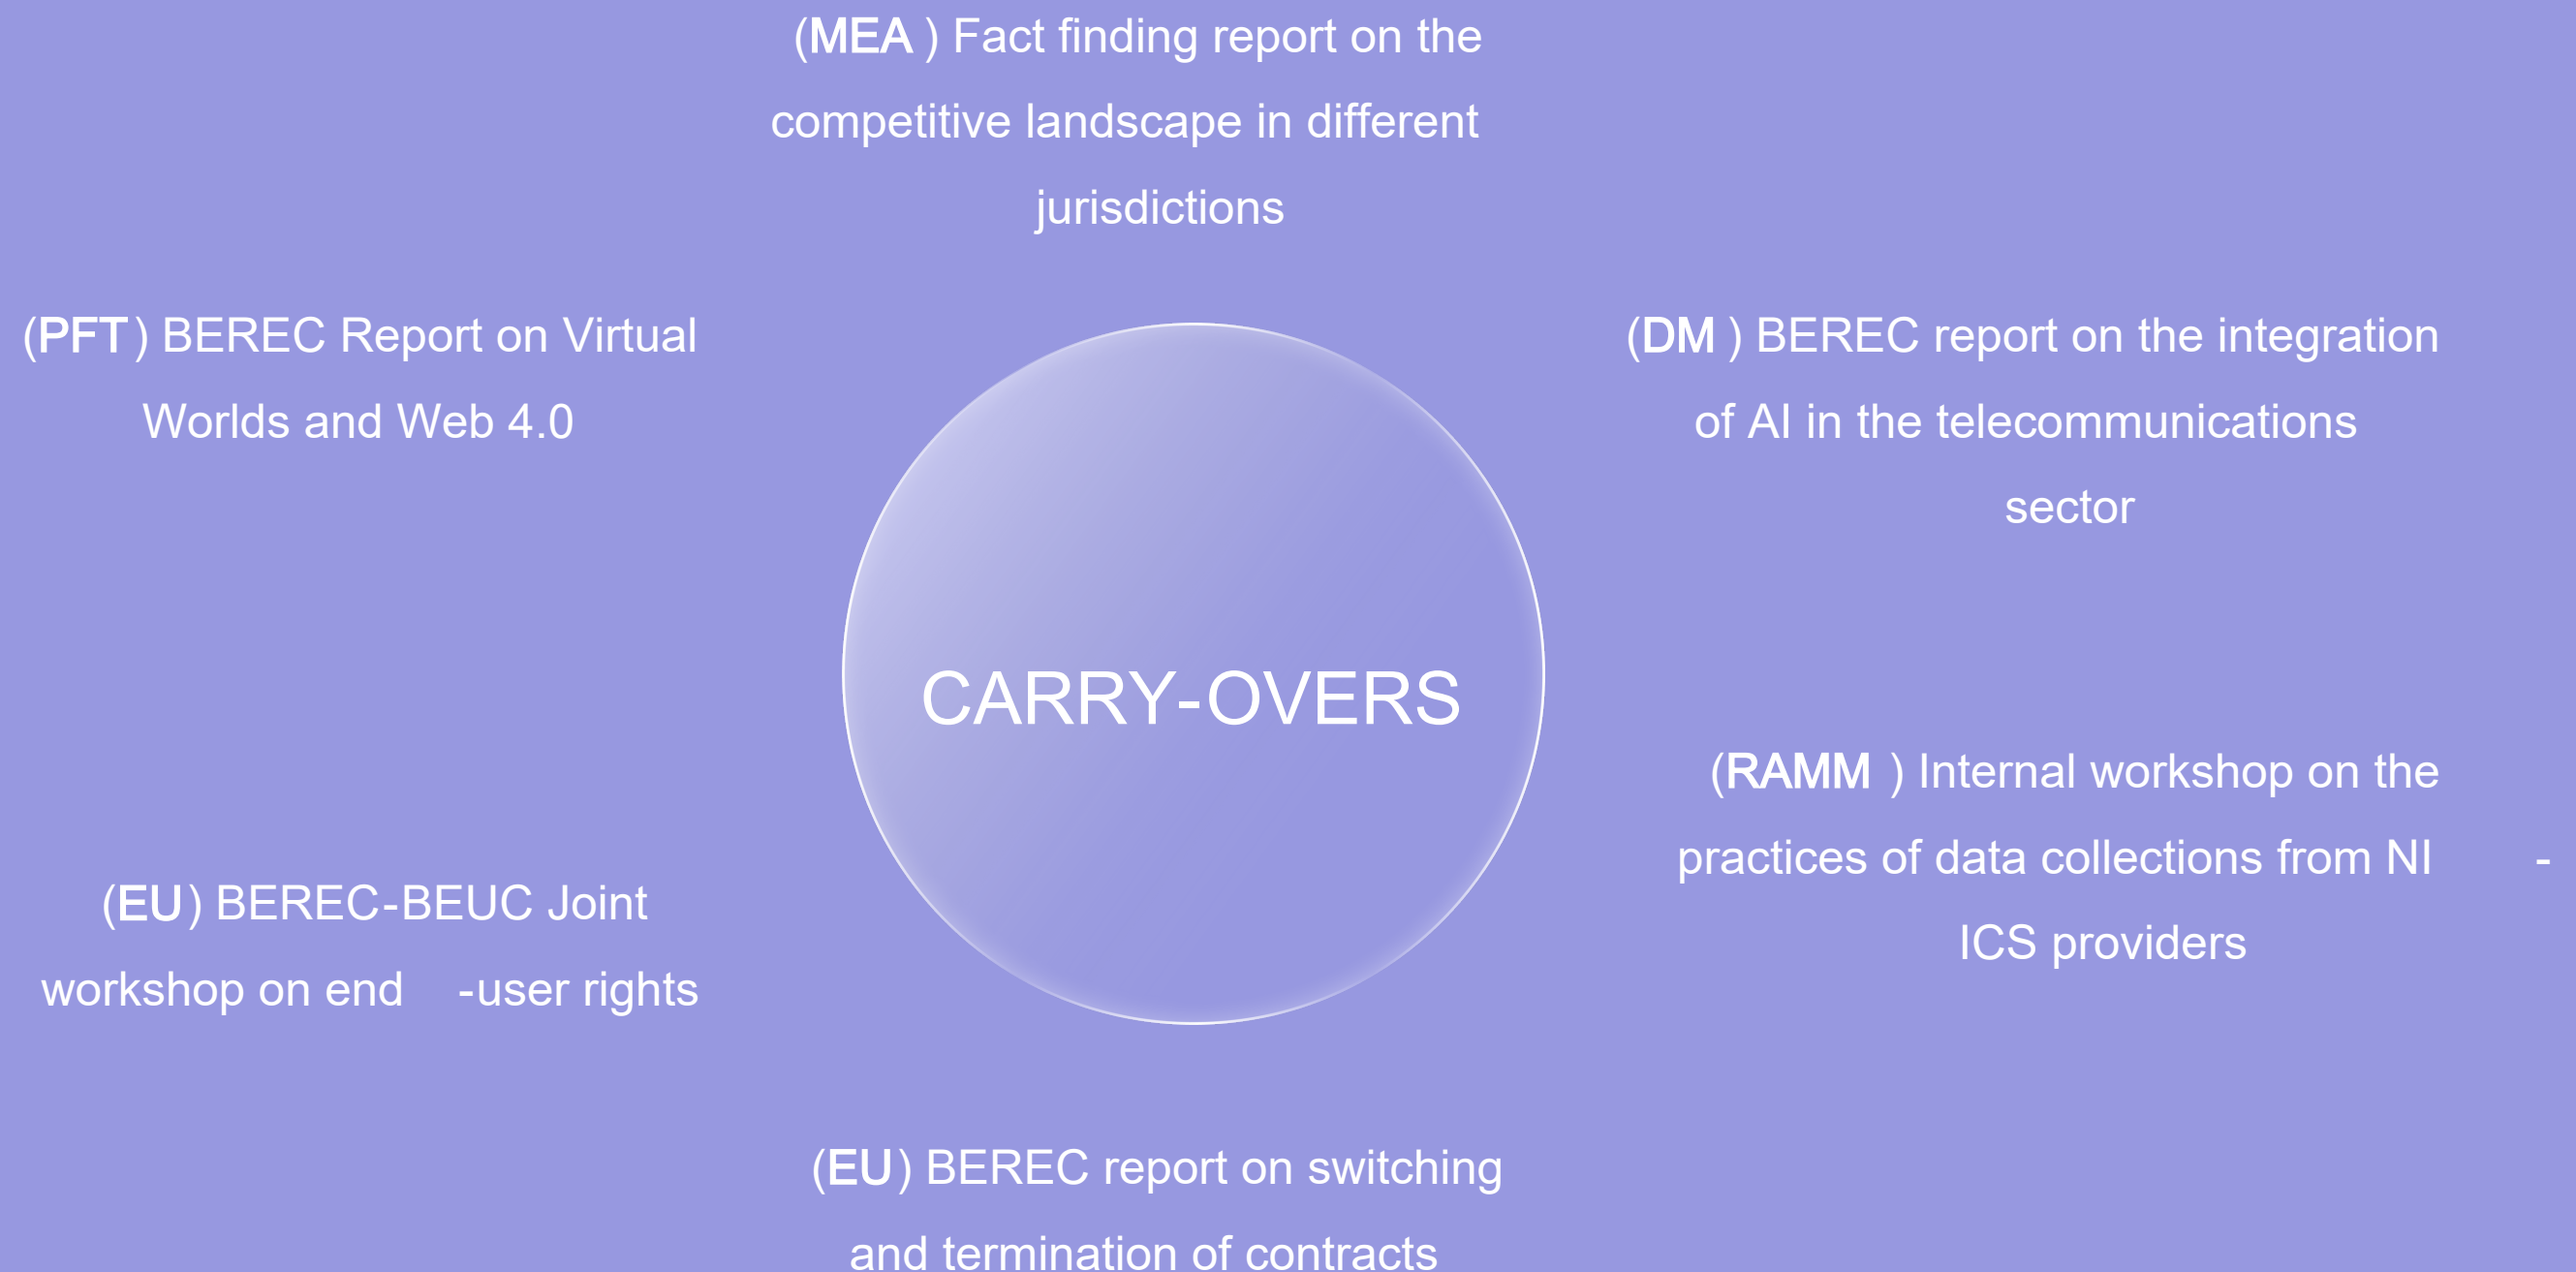 (MEA ) Fact finding report on the
competitive landscape in different
jurisdictions
(PFT) BEREC Report on Virtual
Worlds and Web 4.0
(DM ) BEREC report on the integration
of AI in the telecommunications
sector
CARRY-OVERS
(RAMM ) Internal workshop on the
practices of data collections from NI -
ICS providers
(EU) BEREC-BEUC Joint
workshop on end -user rights
(EU) BEREC report on switching
and termination of contracts